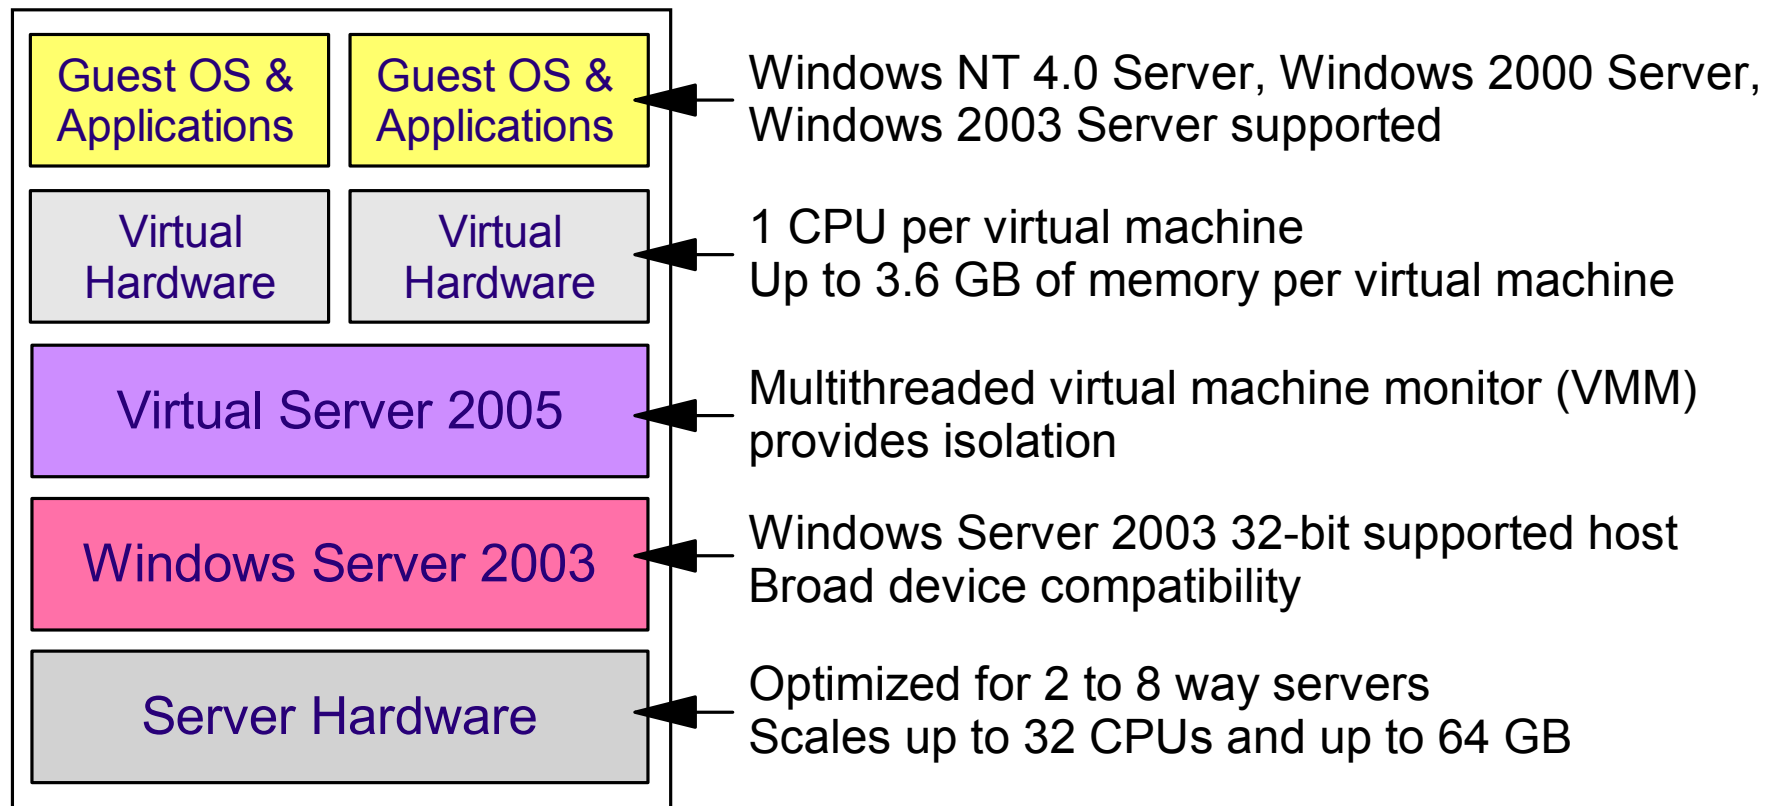 Guest OS &
Applications
Guest OS &
Applications
Windows NT 4.0 Server, Windows 2000 Server,
Windows 2003 Server supported
Virtual
Hardware
Virtual
Hardware
1 CPU per virtual machine
Up to 3.6 GB of memory per virtual machine
Virtual Server 2005
Multithreaded virtual machine monitor (VMM)
provides isolation
Windows Server 2003
Windows Server 2003 32-bit supported host
Broad device compatibility
Server Hardware
Optimized for 2 to 8 way servers
Scales up to 32 CPUs and up to 64 GB